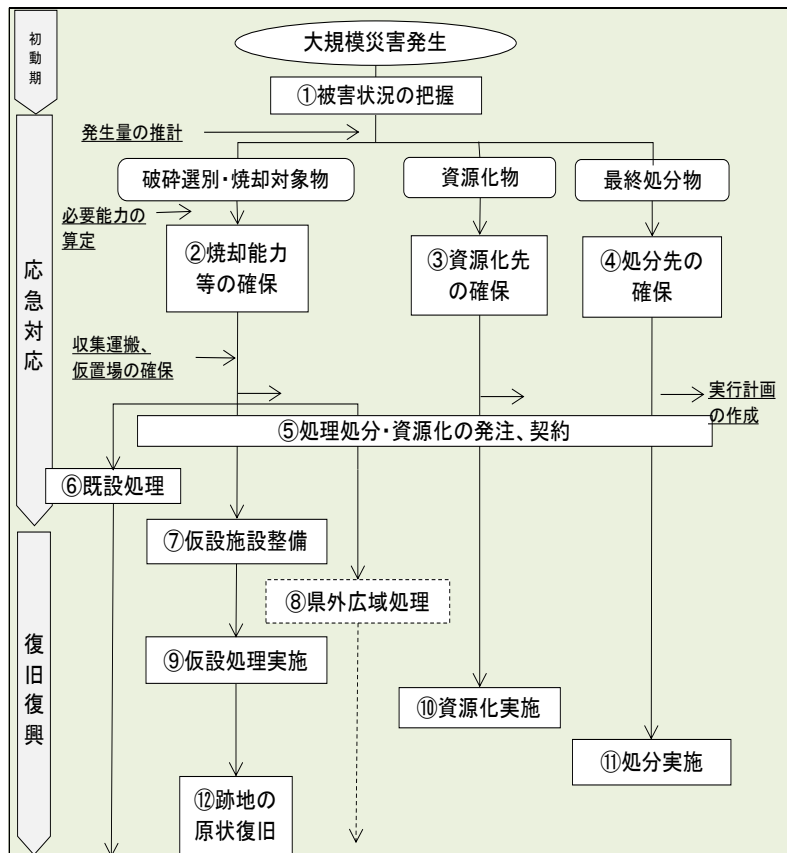 初動期
大規模災害発生
①被害状況の把握
発生量の推計
応急対応
破砕選別・焼却対象物
資源化物
最終処分物
必要能力の
算定
②焼却能力
等の確保
③資源化先
の確保
④処分先の
確保
収集運搬、
仮置場の確保
実行計画
の作成
⑤処理処分・資源化の発注、契約
⑥既設処理
⑦仮設施設整備
⑧県外広域処理
復旧復興
⑨仮設処理実施
⑩資源化実施
⑪処分実施
⑫跡地の
原状復旧